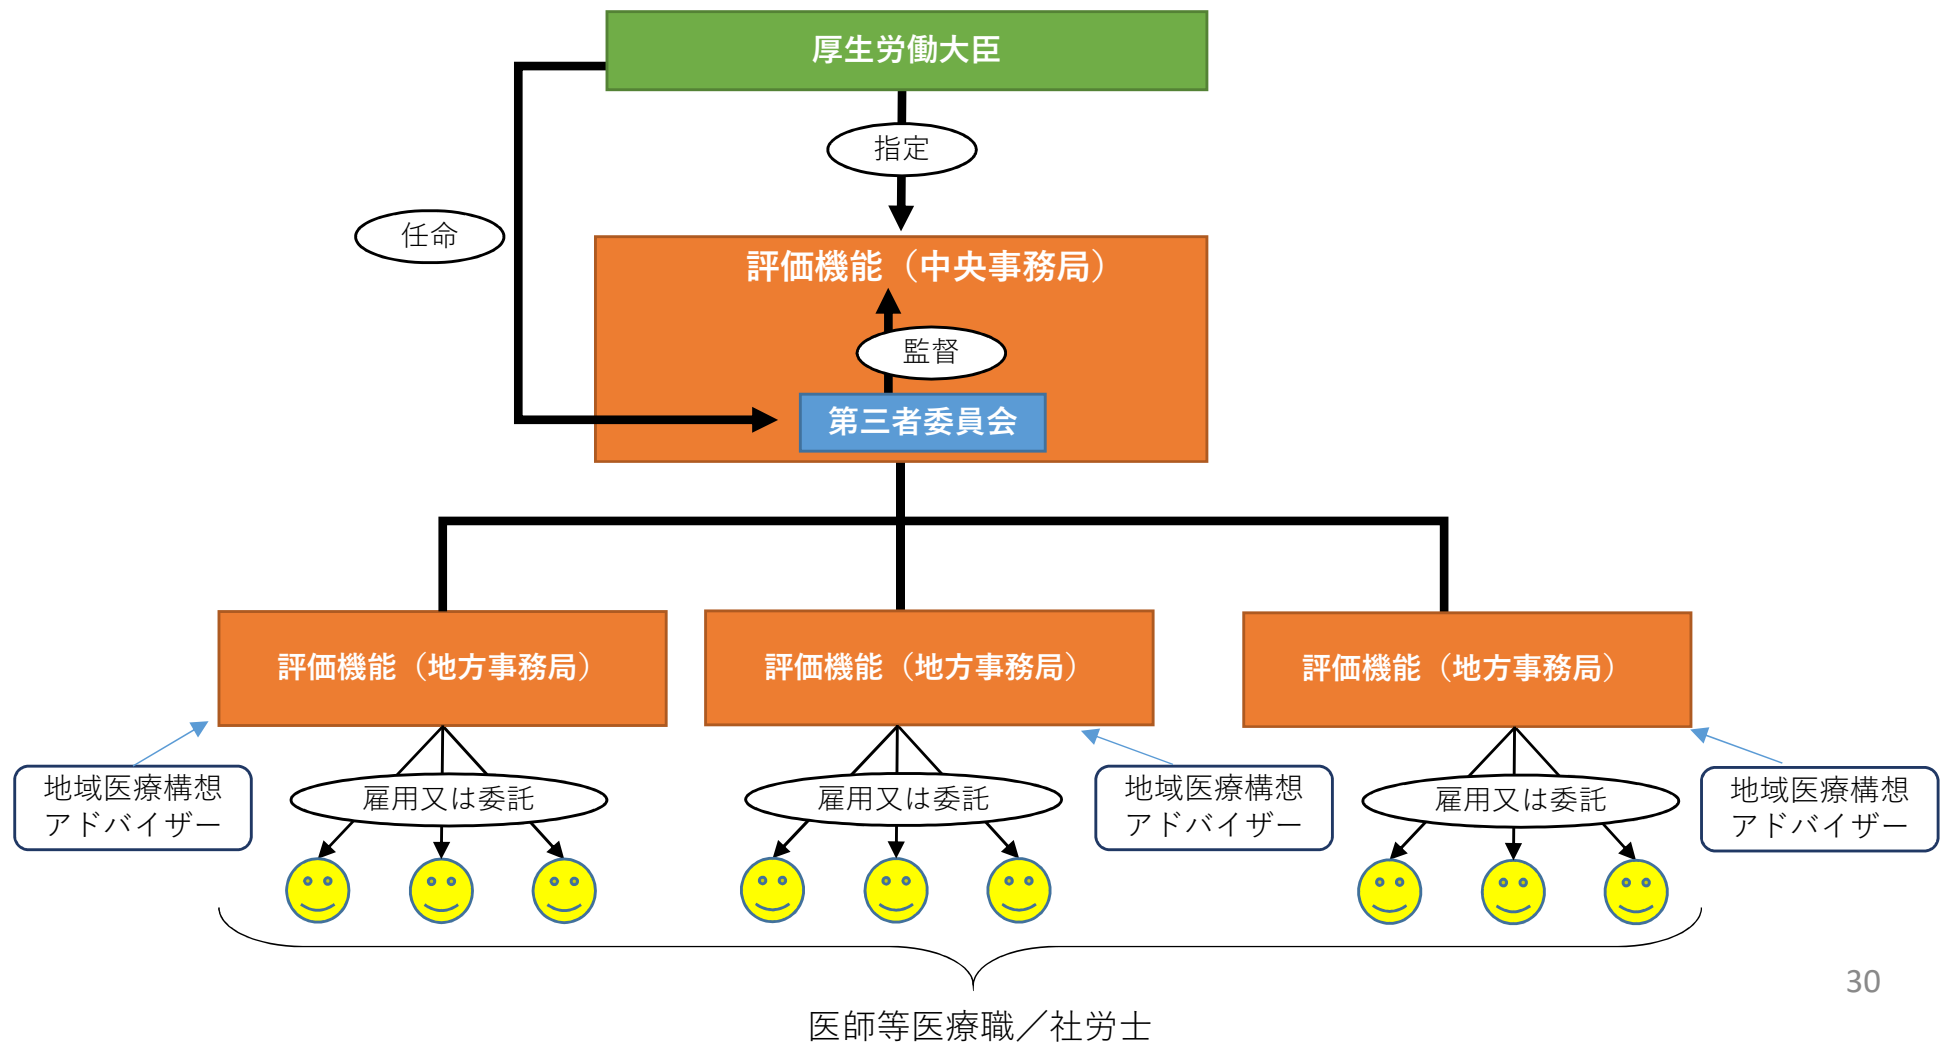 厚生労働大臣
指定
任命
評価機能（中央事務局）
監督
第三者委員会
評価機能（地方事務局）
評価機能（地方事務局）
評価機能（地方事務局）
地域医療構想
アドバイザー
雇用又は委託
雇用又は委託
地域医療構想
アドバイザー
雇用又は委託
地域医療構想
アドバイザー
医師等医療職／社労士
30